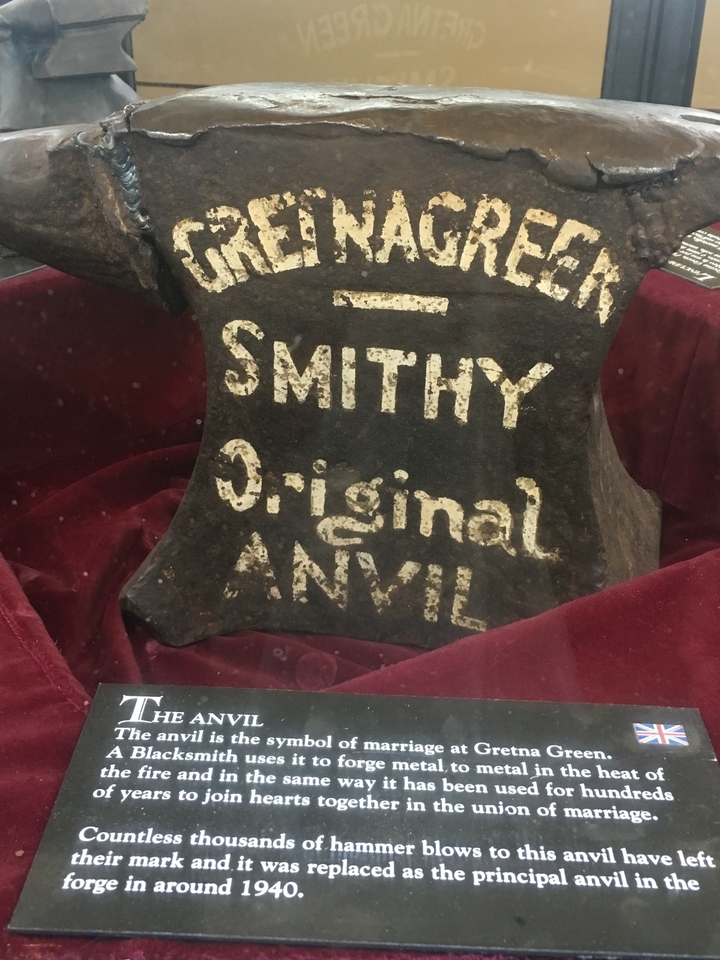 GRETNA GREEN
SMITHY
Original
ANVIL
THE ANVIL
The anvil is the symbol of marriage at Gretna Green.
A Blacksmith uses it to forge metal to metal in the heat of
the fire and in the same way it has been used for hundreds
of years to join hearts together in the union of marriage.
Countless thousands of hammer blows to this anvil have left
their mark and it was replaced as the principal anvil in the
forge in around 1940.